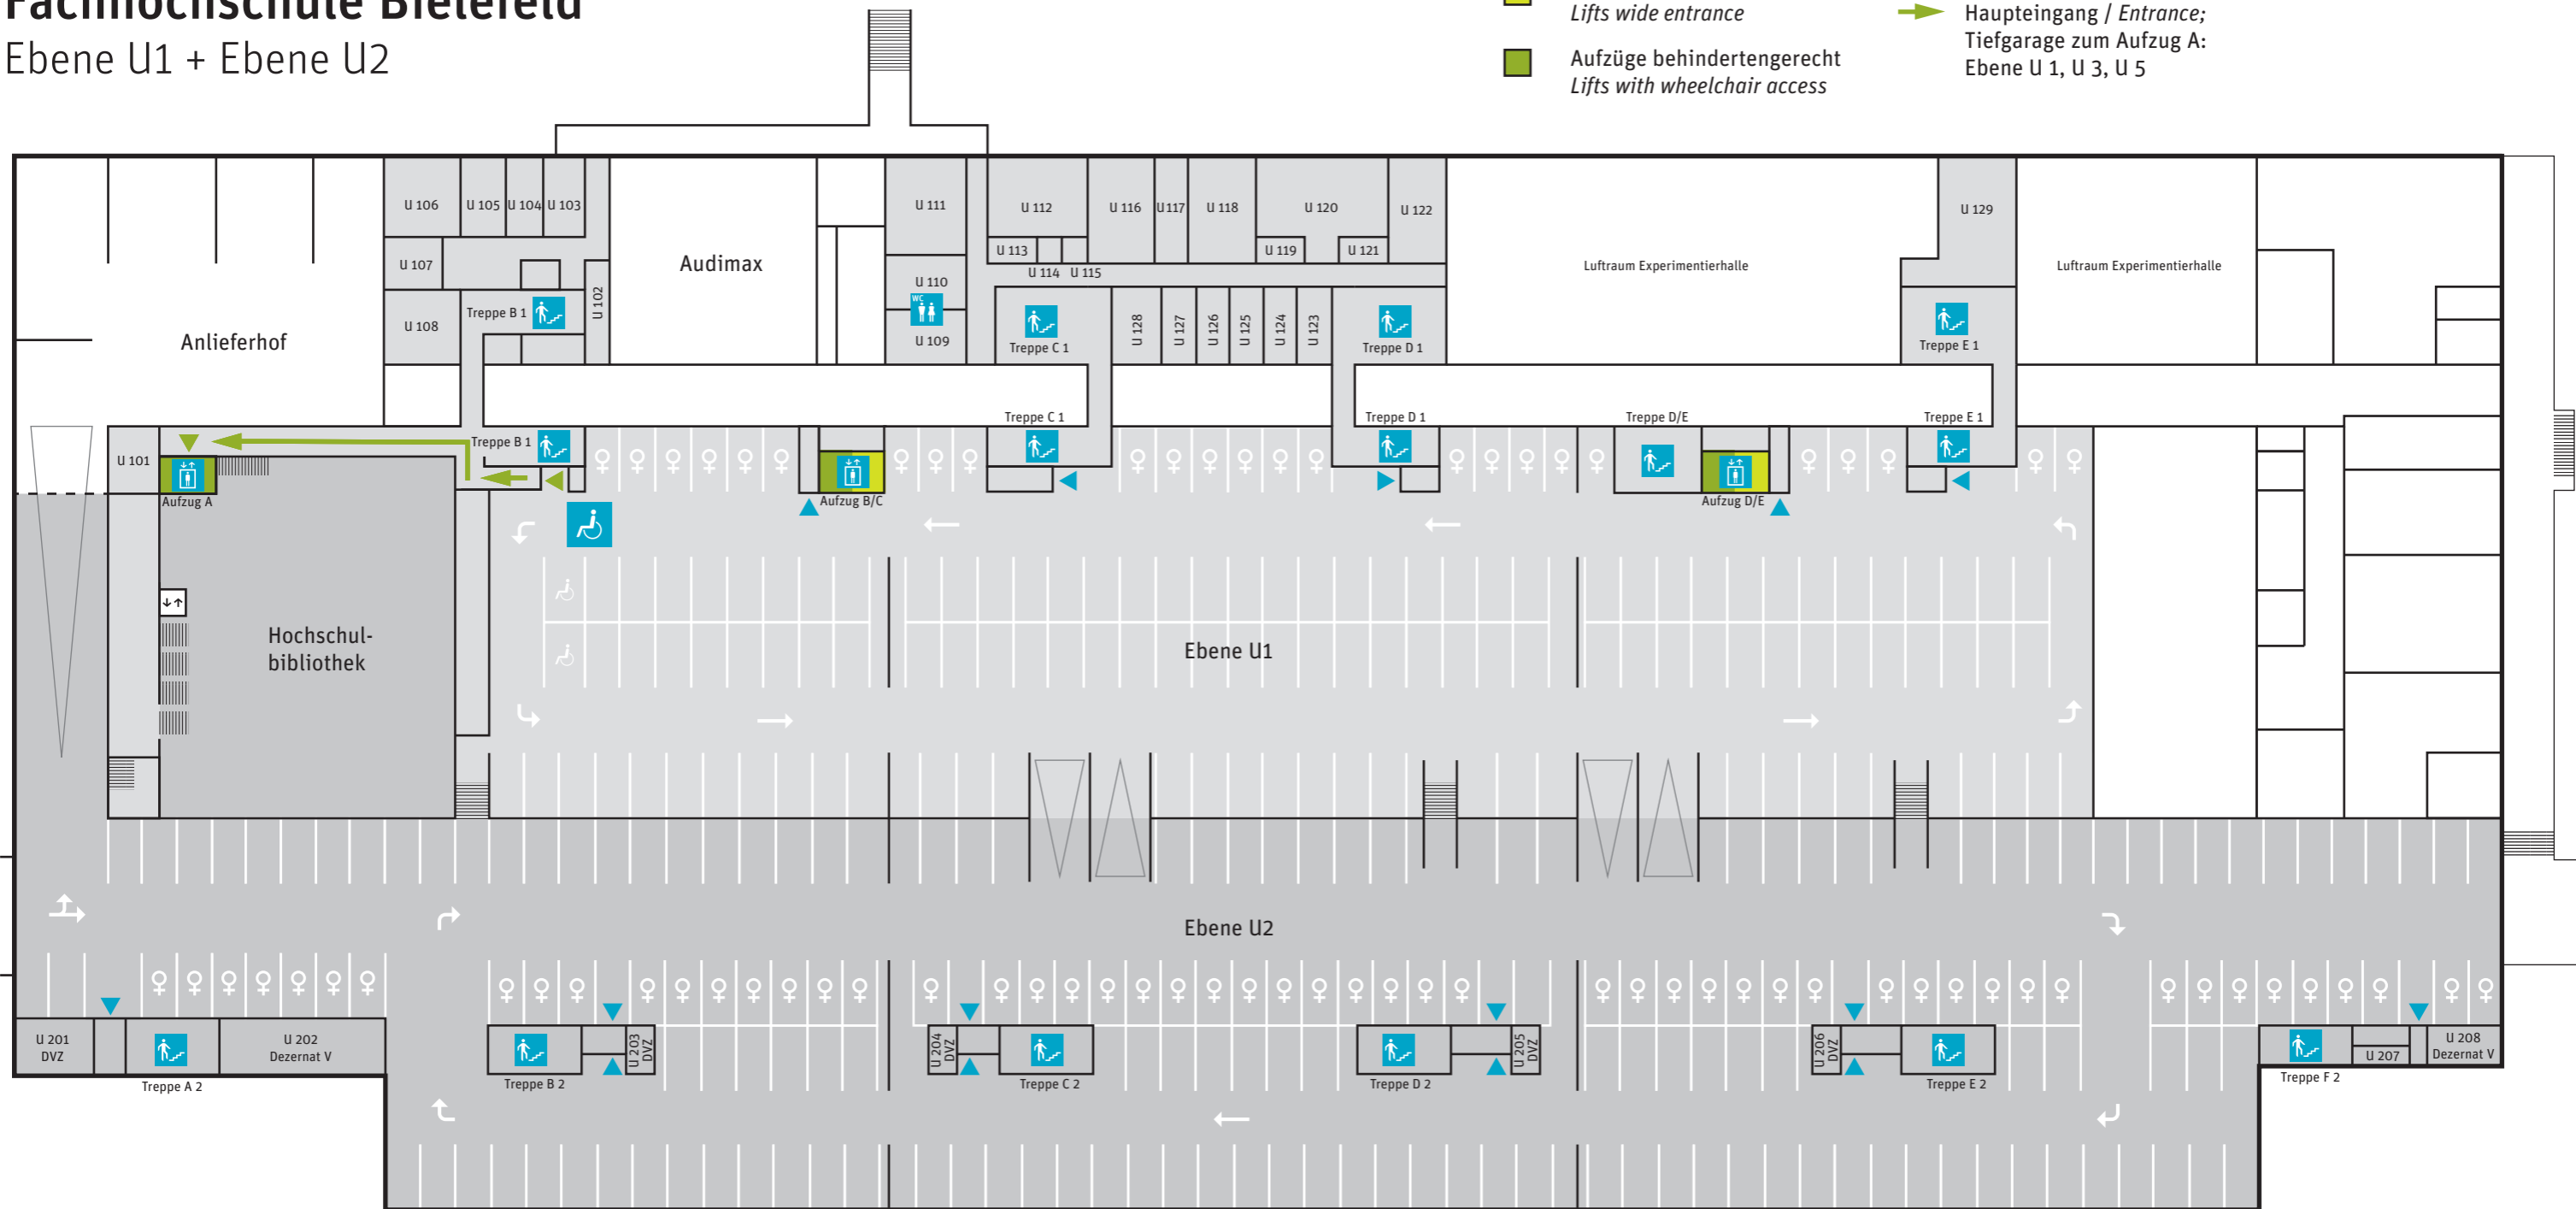 Fachhochschule Bielefeld
Ebene U1 + Ebene U2
Lifts wide entrance
Aufzüge behindertengerecht
Lifts with wheelchair access
Haupteingang / Entrance;
Tiefgarage zum Aufzug A:
Ebene U 1, U 3, U 5
U 106
U 105
U 104
U 103
U 111
U 112
U 116
U 117
U 118
U 120
U 122
U 129
U 107
U 113
U 119
U 121
U 114
U 115
Audimax
Luftraum Experimentierhalle
Luftraum Experimentierhalle
U 110
WC
U 102
Treppe B 1
U 108
Anlieferhof
U 109
Treppe C 1
U 128
U 127
U 126
U 125
U 124
U 123
Treppe D 1
Treppe E 1
Treppe C 1
Treppe D 1
Treppe D/E
Treppe E 1
Treppe B 1
U 101
Aufzug A
Aufzug B/C
Aufzug D/E
Hochschul-
bibliothek
Ebene U1
Ebene U2
U 201
DVZ
U 202
Dezernat V
U 203
DVZ
U 204
DVZ
U 205
DVZ
U 206
DVZ
U 207
U 208
Dezernat V
Treppe A 2
Treppe B 2
Treppe C 2
Treppe D 2
Treppe E 2
Treppe F 2